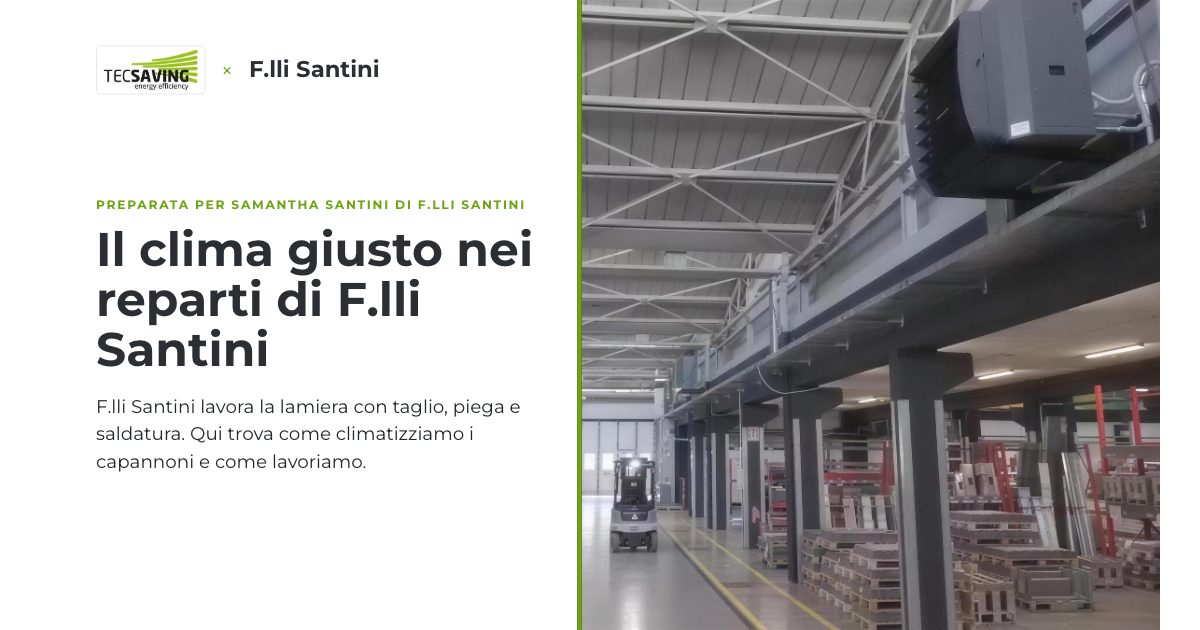 TECSAVING
energy efficiency
× F.lli Santini
PREPARATA PER SAMANTHA SANTINI DI F.LLI SANTINI
Il clima giusto nei
reparti di F.lli
Santini
F.lli Santini lavora la lamiera con taglio, piega e
saldatura. Qui trova come climatizziamo i
capannoni e come lavoriamo.